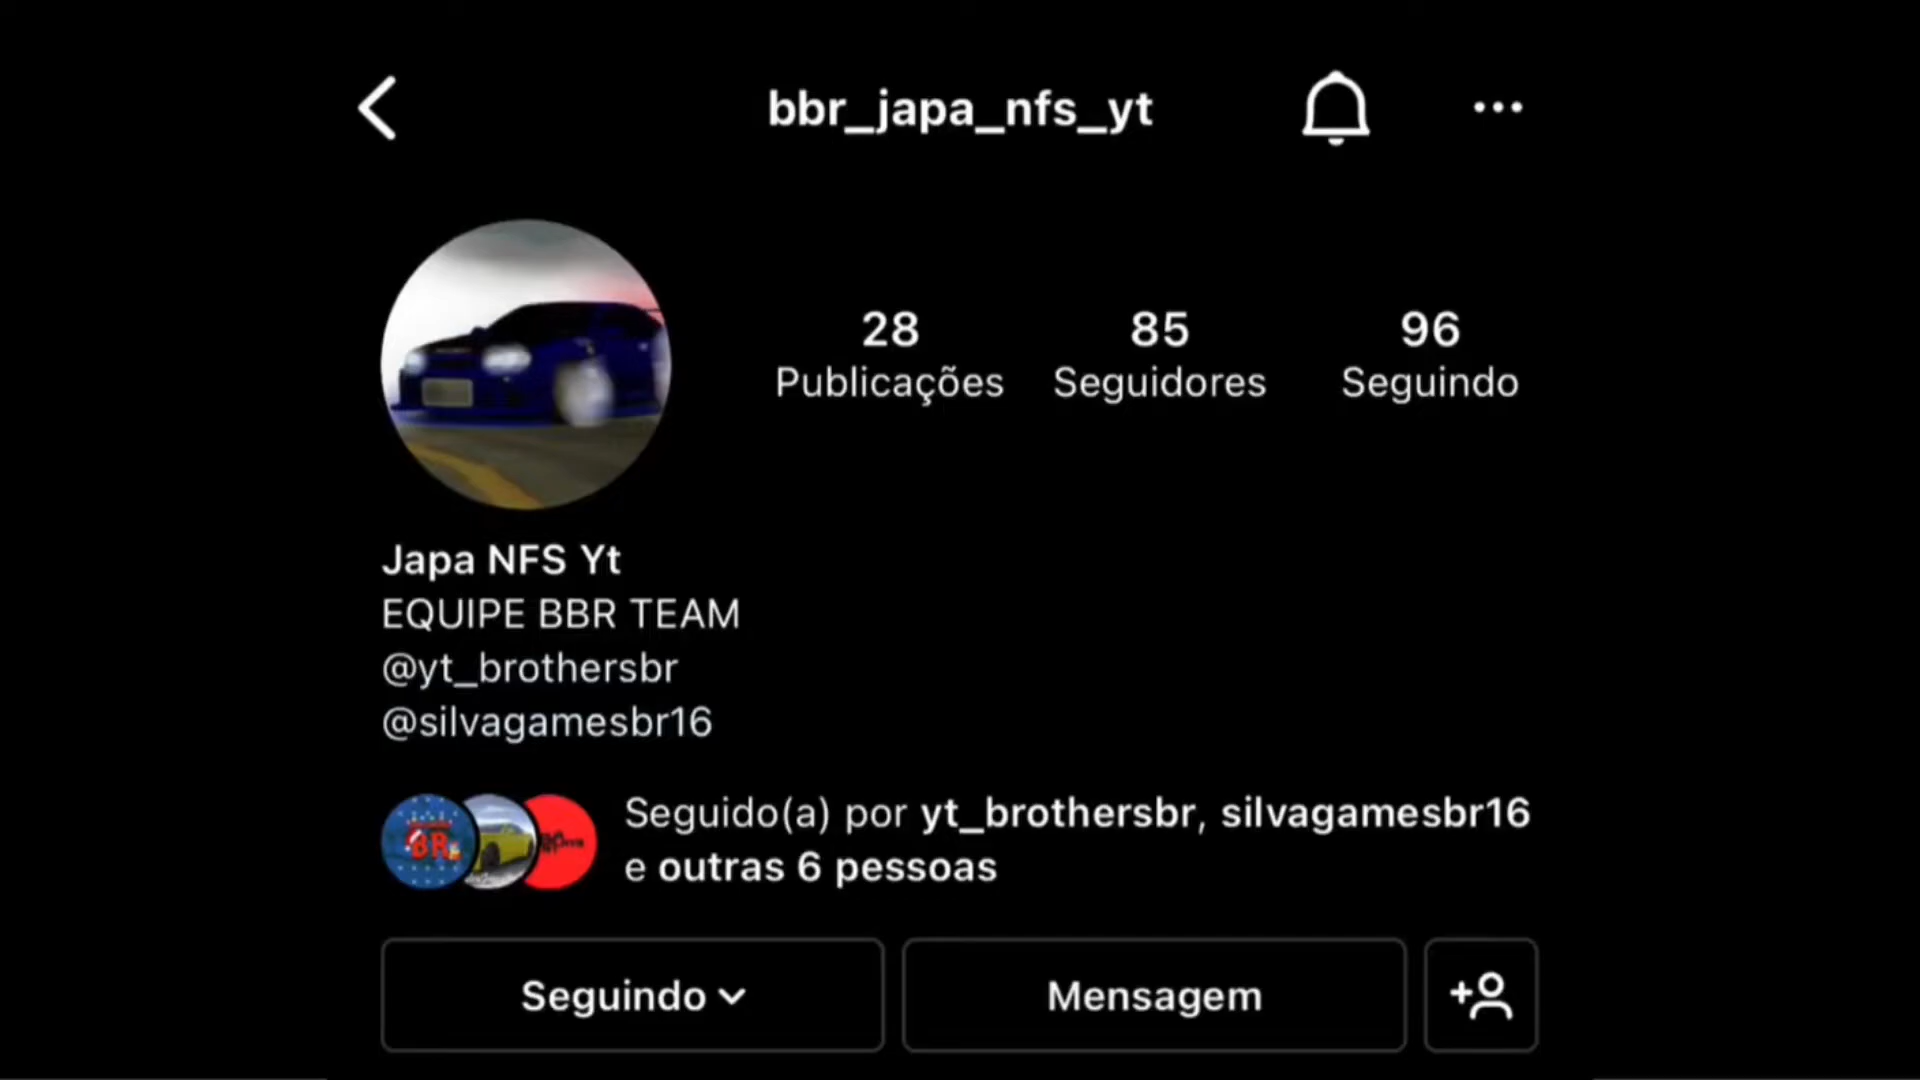 bbr_japa_nfs_yt
28
85
96
Publicações
Seguidores
Seguindo
Japa NFS Yt
EQUIPE BBR TEAM
@yt_brothersbr
@silvagamesbr16
BR
Seguido(a) por yt_brothersbr, silvagamesbr16
e outras 6 pessoas
Seguindo
Mensagem